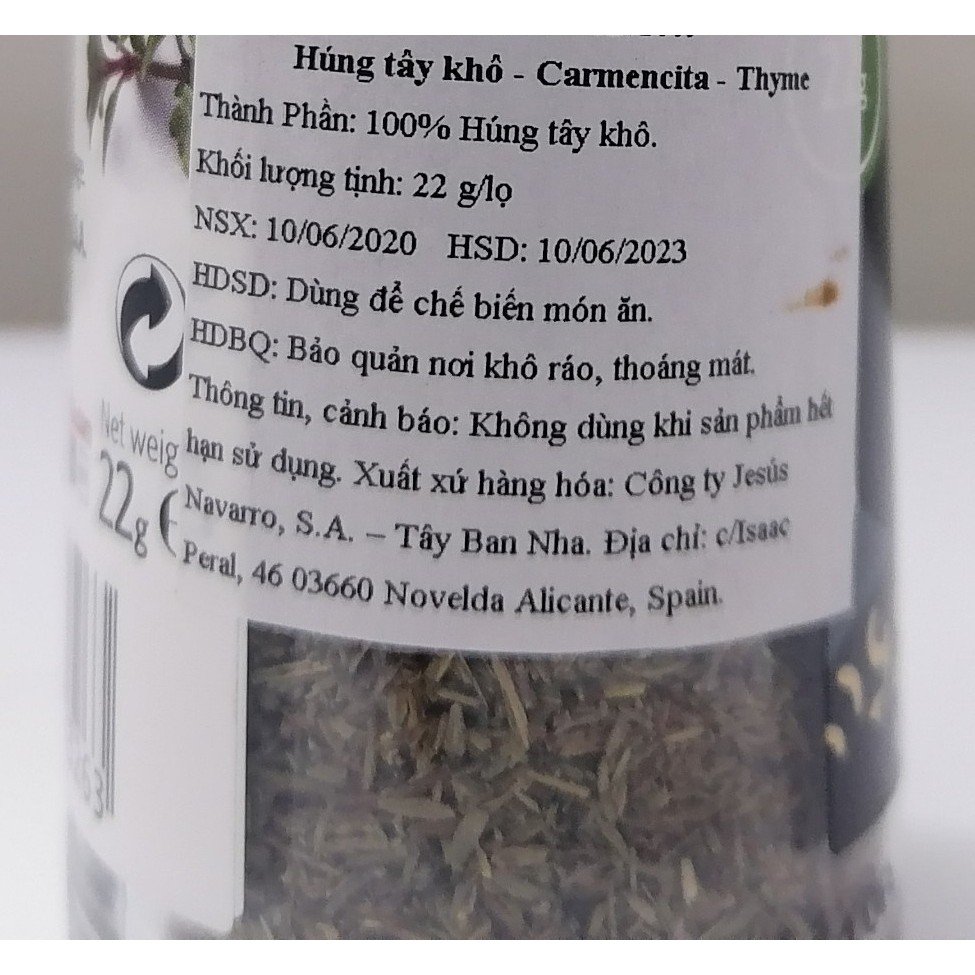 Húng tây khô - Carmencita - Thyme
Thành Phần: 100% Húng tây khô.
Khối lượng tịnh: 22 g/lọ
NSX: 10/06/2020 HSD: 10/06/2023
HDSD: Dùng để chế biến món ăn.
HDBQ: Bảo quản nơi khô ráo, thoáng mát.
Thông tin, cảnh báo: Không dùng khi sản phẩm hết
hạn sử dụng. Xuất xứ hàng hóa: Công ty Jesús
Navarro, S.A. – Tây Ban Nha. Địa chỉ: c/Isaac
Peral, 46 03660 Novelda Alicante, Spain.
Net weig
22g